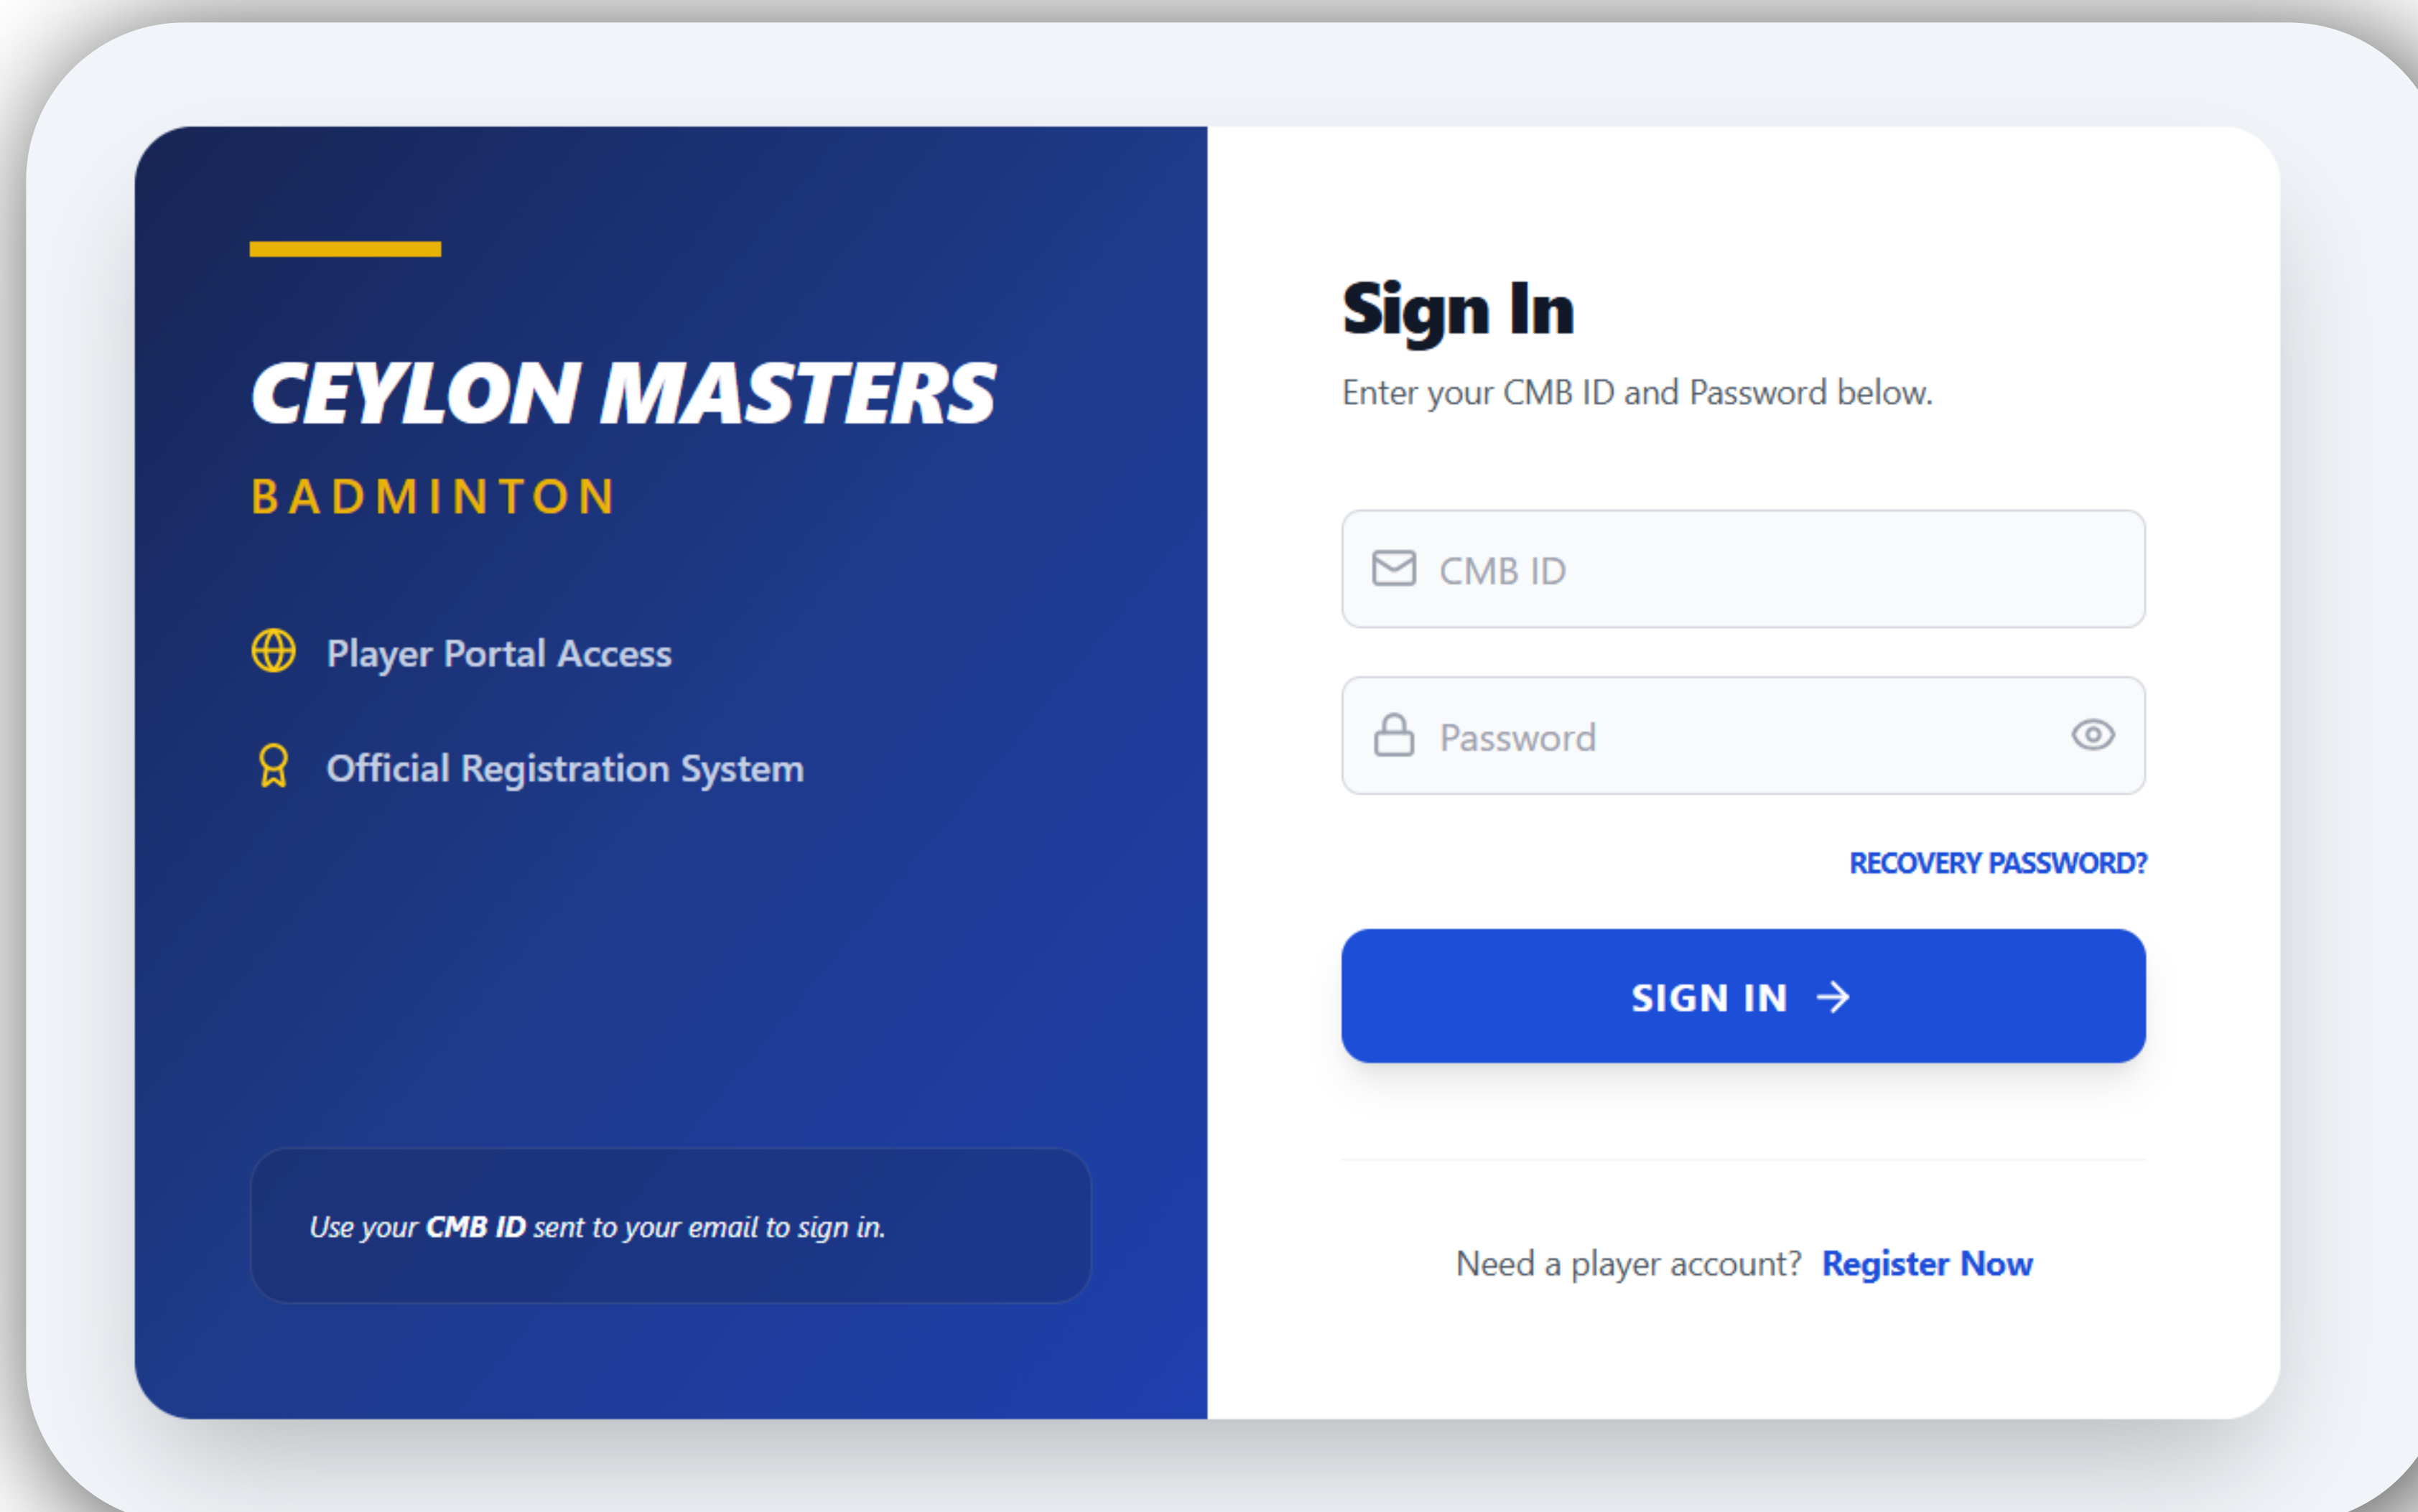 CEYLON MASTERS
BADMINTON
Player Portal Access
Official Registration System
Use your CMB ID sent to your email to sign in.
Sign In
Enter your CMB ID and Password below.
CMB ID
Password
RECOVERY PASSWORD?
SIGN IN
Need a player account? Register Now